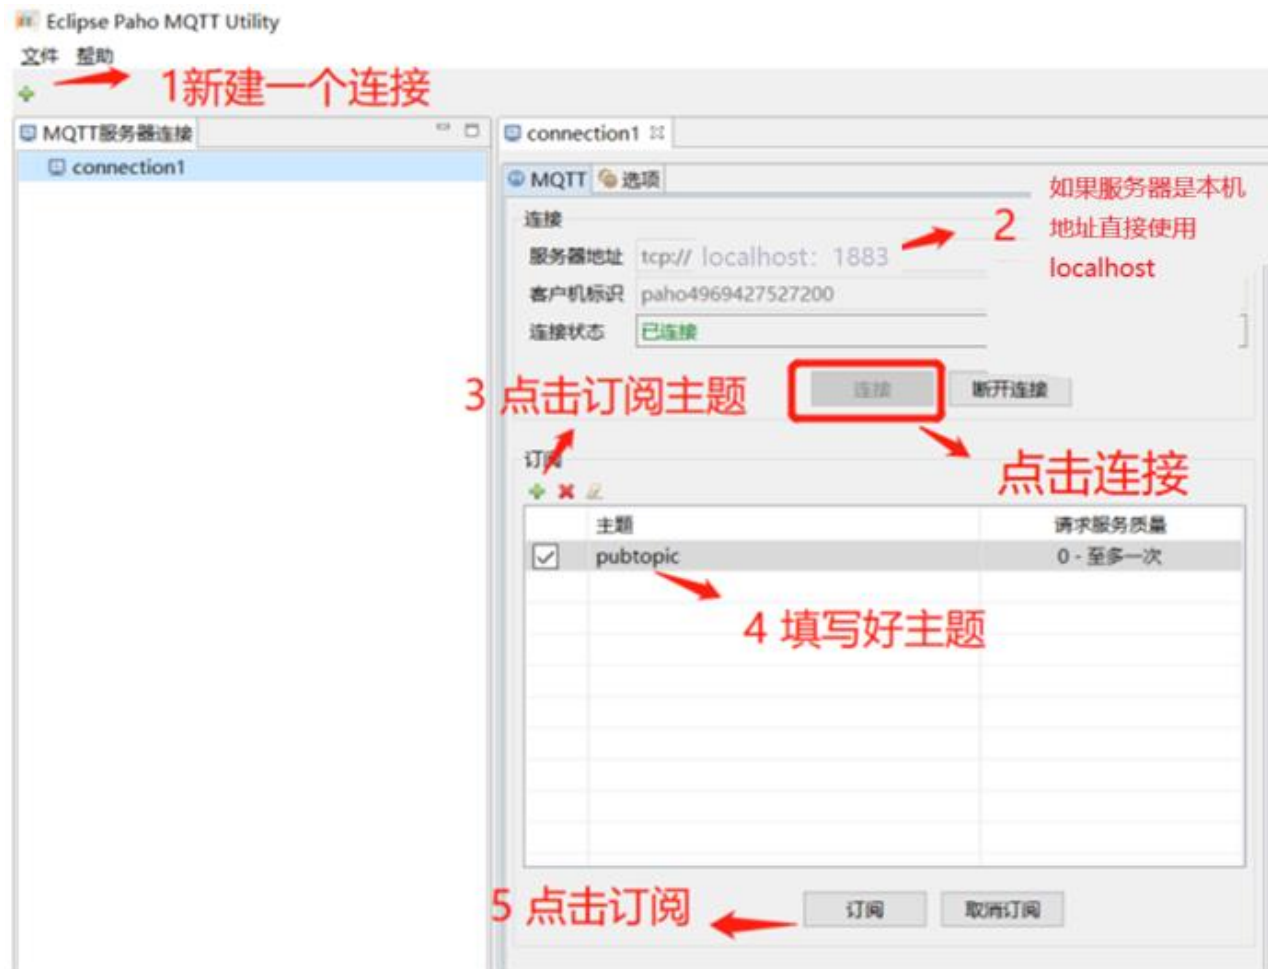 Eclipse Paho MQTT Utility
文件 帮助
1新建一个连接
MQTT服务器连接
connection1
connection1
MQTT 选项
连接
服务器地址 tcp:// localhost: 1883
2 如果服务器是本机
地址直接使用
localhost
客户机标识 paho4969427527200
连接状态 已连接
连接 断开连接
3 点击订阅主题
点击连接
订阅
主题 请求服务质量
pubtopic 0 - 至多一次
4 填写好主题
5 点击订阅
订阅 取消订阅